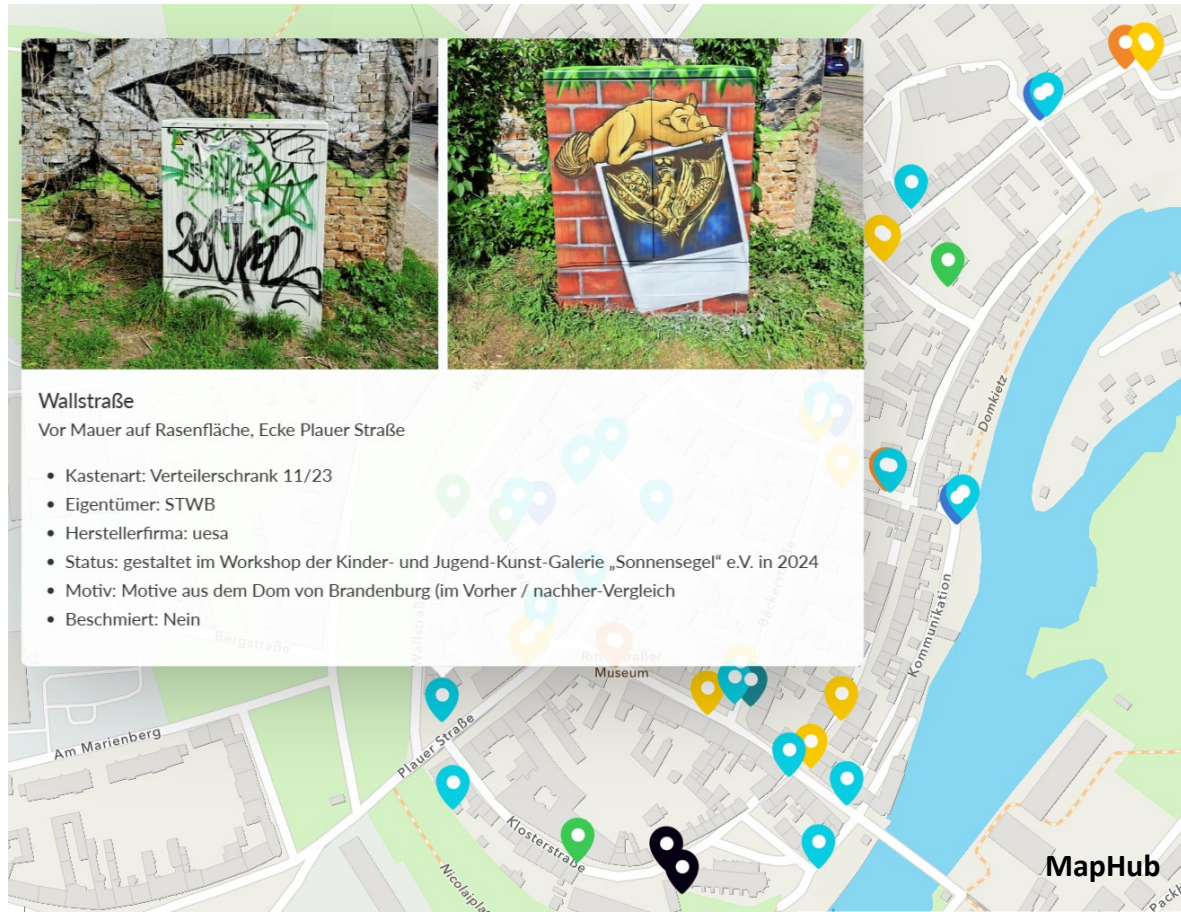 Wallstraße
Vor Mauer auf Rasenfläche, Ecke Plauer Straße
• Kastenart: Verteilerschrank 11/23
• Eigentümer: STWB
• Herstellerfirma: uesa
• Status: gestaltet im Workshop der Kinder- und Jugend-Kunst-Galerie „Sonnensegel“ e.V. in 2024
• Motiv: Motive aus dem Dom von Brandenburg (im Vorher / nachher-Vergleich
• Beschmiert: Nein
Bergstraße
Wallstraße
Bäckerstraße
Museum
Am Marienberg
Plauer Straße
Klosterstraße
Domkietz
Kommunikation
MapHub